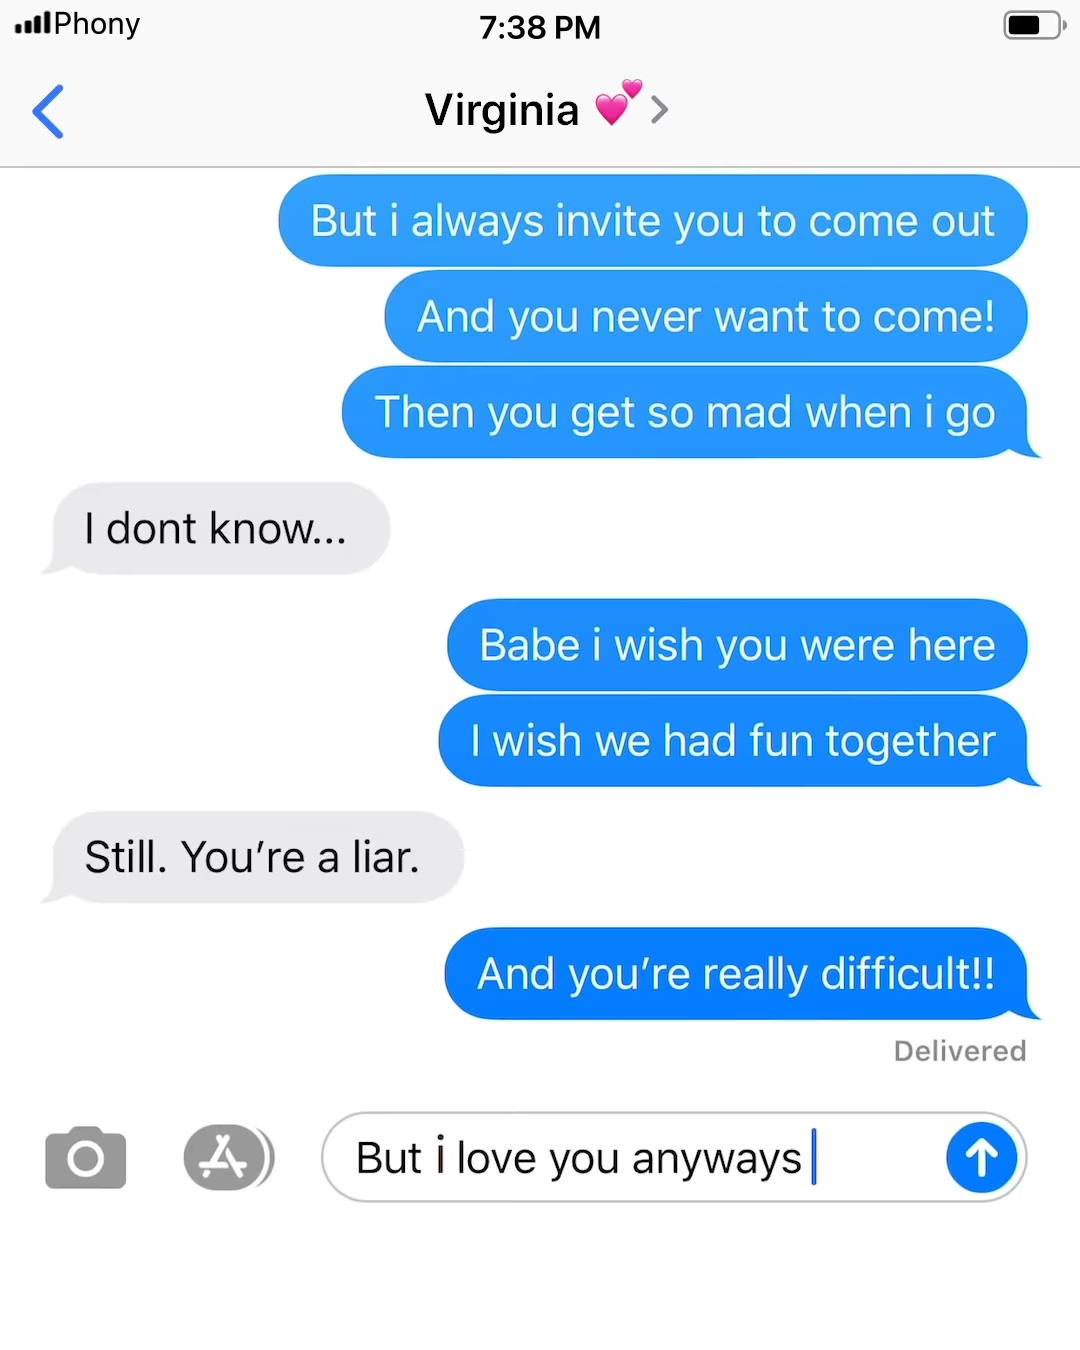 Phony 7:38 PM
Virginia 💕 >
But i always invite you to come out
And you never want to come!
Then you get so mad when i go
I dont know...
Babe i wish you were here
I wish we had fun together
Still. You’re a liar.
And you’re really difficult!!
Delivered
But i love you anyways